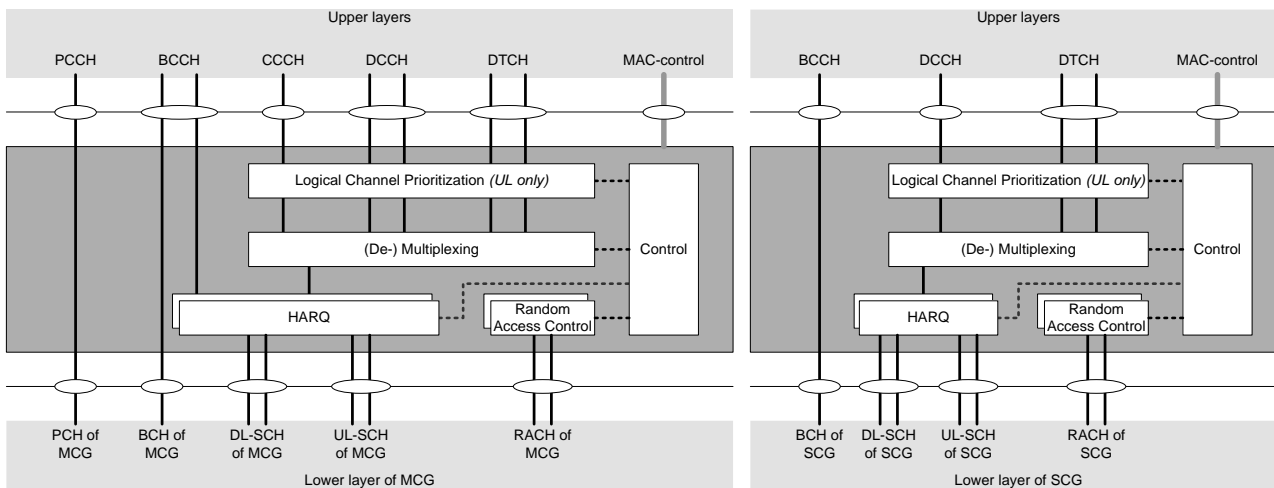 Upper layers
PCCH BCCH CCCH DCCH DTCH MAC-control
Logical Channel Prioritization (UL only)
(De-) Multiplexing
Control
HARQ
Random
Access Control
PCH of
MCG
BCH of
MCG
DL-SCH
of MCG
UL-SCH
of MCG
RACH of
MCG
Lower layer of MCG
Upper layers
BCCH DCCH DTCH MAC-control
Logical Channel Prioritization (UL only)
(De-) Multiplexing
Control
HARQ
Random
Access Control
BCH of
SCG
DL-SCH
of SCG
UL-SCH
of SCG
RACH of
SCG
Lower layer of SCG